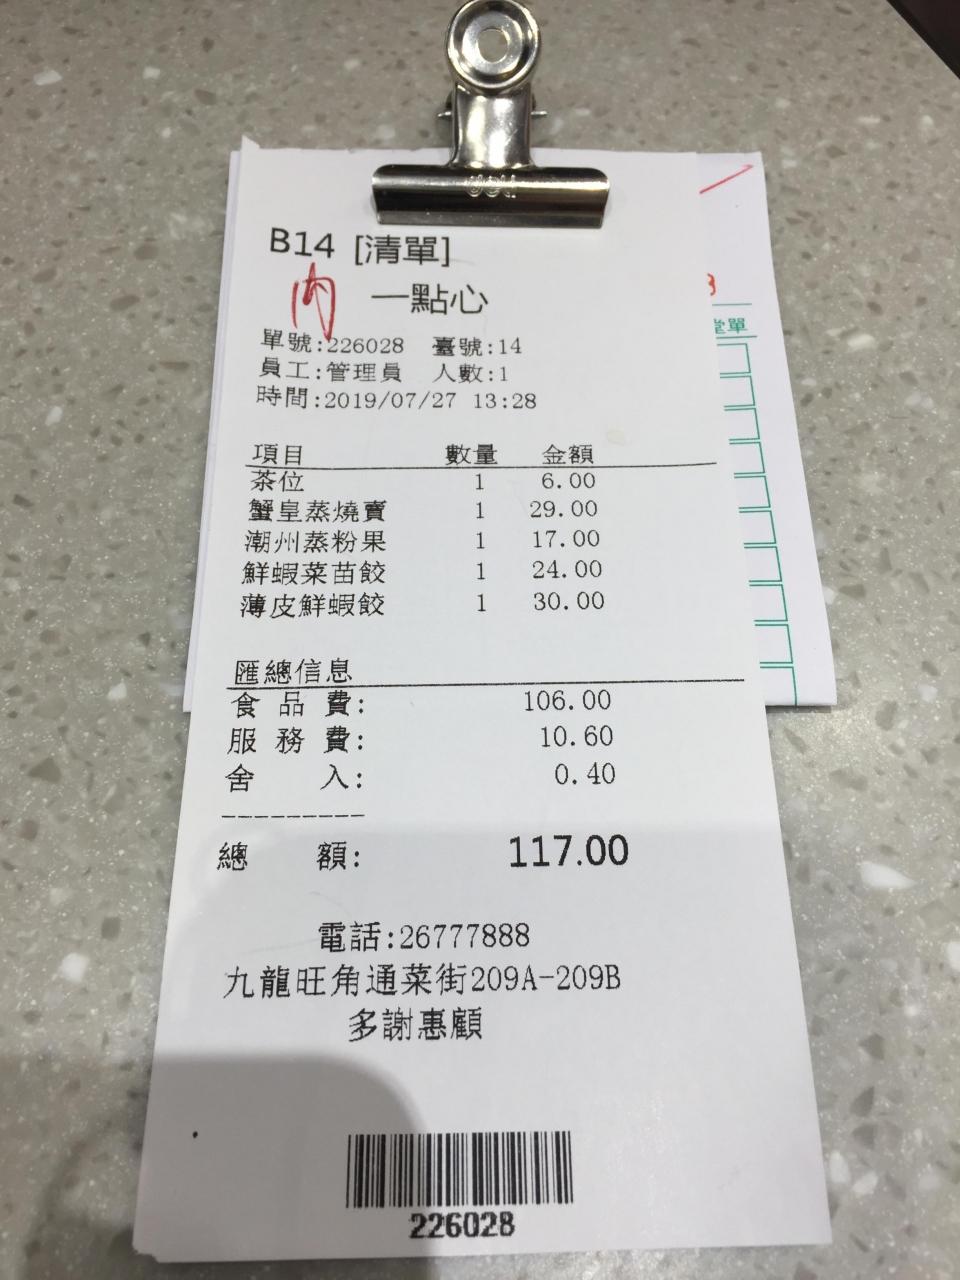 B14 [清單]
内
一點心
單號:226028 臺號:14
員工:管理員 人數:1
時間:2019/07/27 13:28
項目 數量 金額
茶位 1 6.00
蟹皇蒸燒賣 1 29.00
潮州蒸粉果 1 17.00
鮮蝦菜苗餃 1 24.00
薄皮鮮蝦餃 1 30.00
匯總信息
食品費: 106.00
服務費: 10.60
舍入: 0.40
---------
總額: 117.00
電話:26777888
九龍旺角通菜街209A-209B
多謝惠顧
226028
deli
單